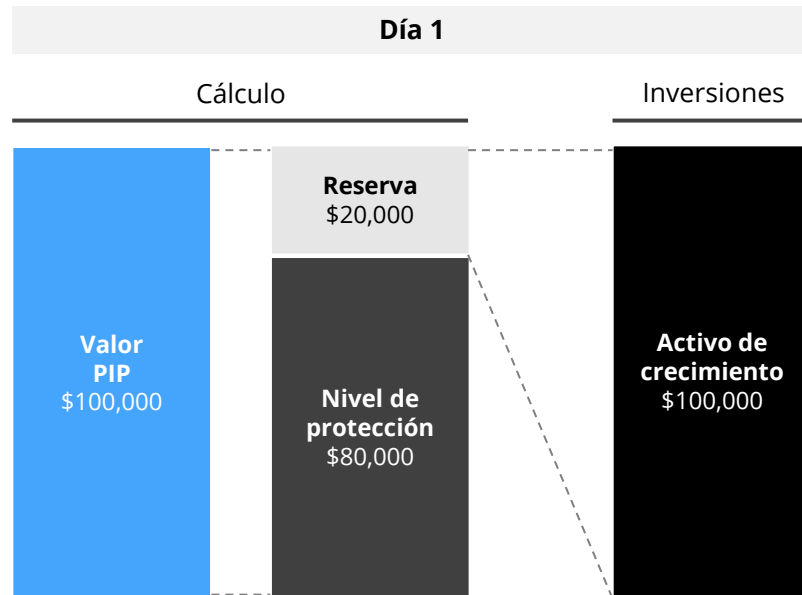 Día 1
Cálculo
Inversiones
Reserva
$20,000
Valor
PIP
$100,000
Nivel de
protección
$80,000
Activo de
crecimiento
$100,000